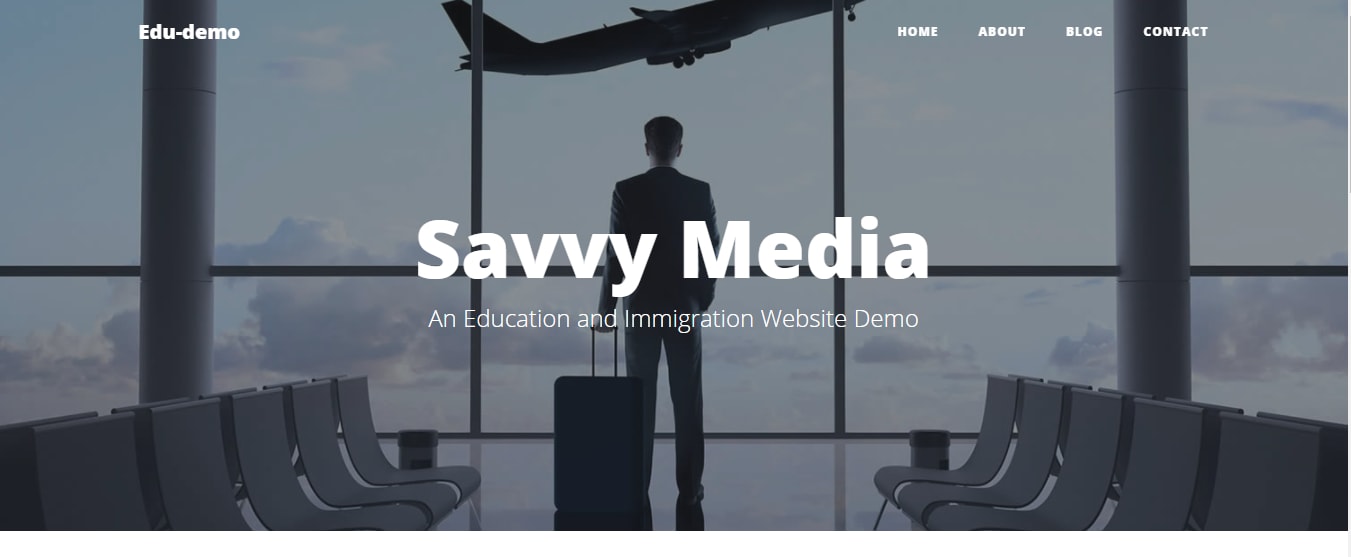 Edu-demo
HOME ABOUT BLOG CONTACT
Savvy Media
An Education and Immigration Website Demo